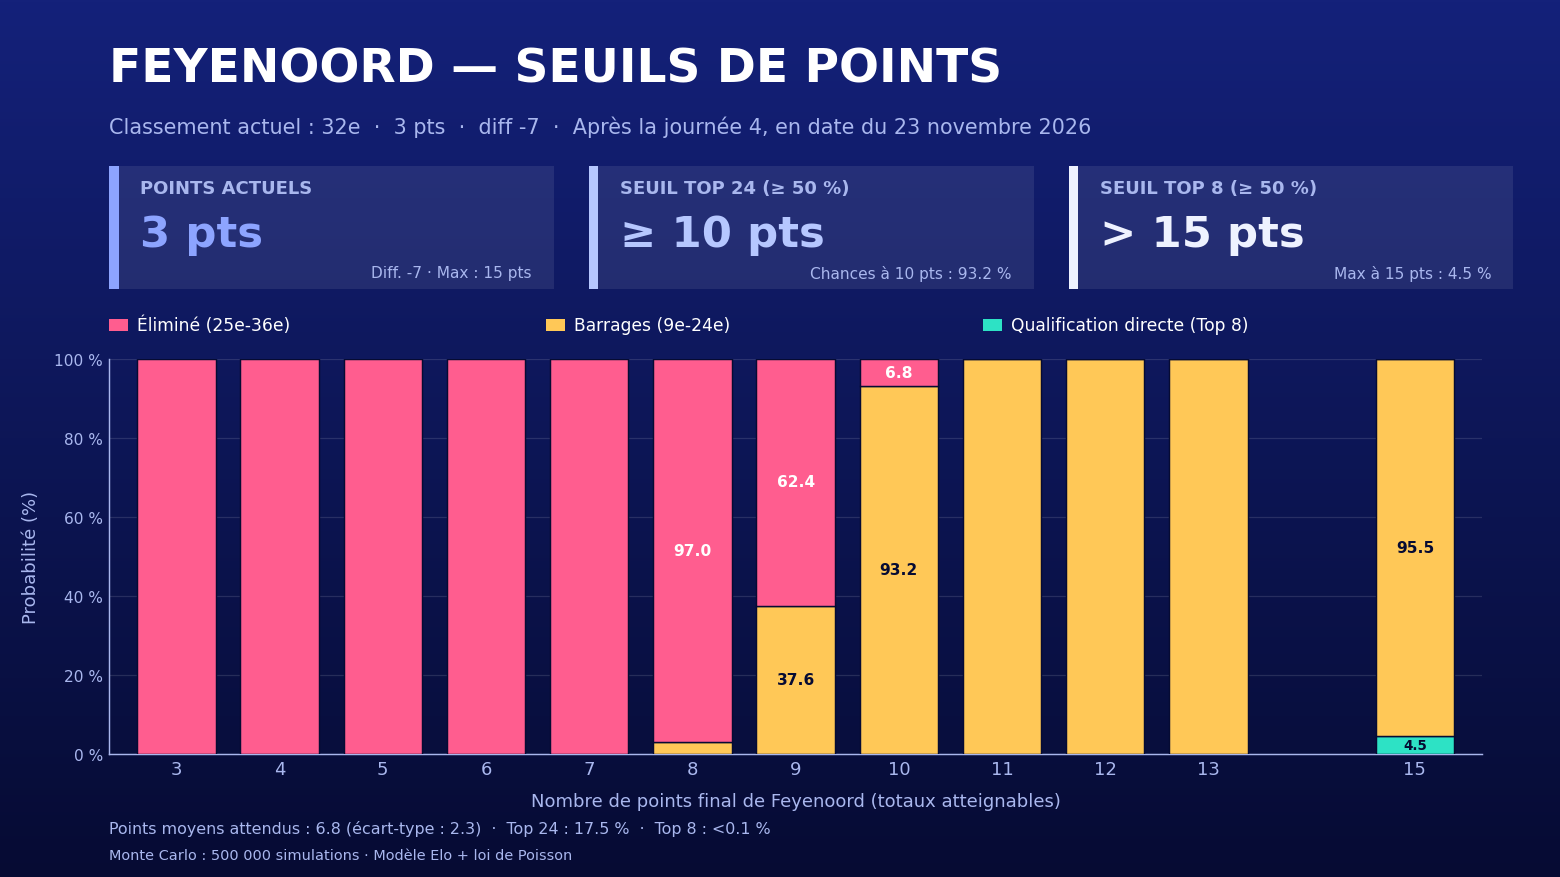 FEYENOORD — SEUILS DE POINTS
Classement actuel : 32e · 3 pts · diff -7 · Après la journée 4, en date du 23 novembre 2026
POINTS ACTUELS
3 pts
Diff. -7 · Max : 15 pts
SEUIL TOP 24 (≥ 50 %)
≥ 10 pts
Chances à 10 pts : 93.2 %
SEUIL TOP 8 (≥ 50 %)
> 15 pts
Max à 15 pts : 4.5 %
Éliminé (25e-36e)
Barrages (9e-24e)
Qualification directe (Top 8)
Probabilité (%)
100 %
80 %
60 %
40 %
20 %
0 %
97.0
62.4
37.6
6.8
93.2
95.5
4.5
3 4 5 6 7 8 9 10 11 12 13 15
Nombre de points final de Feyenoord (totaux atteignables)
Points moyens attendus : 6.8 (écart-type : 2.3) · Top 24 : 17.5 % · Top 8 : <0.1 %
Monte Carlo : 500 000 simulations · Modèle Elo + loi de Poisson